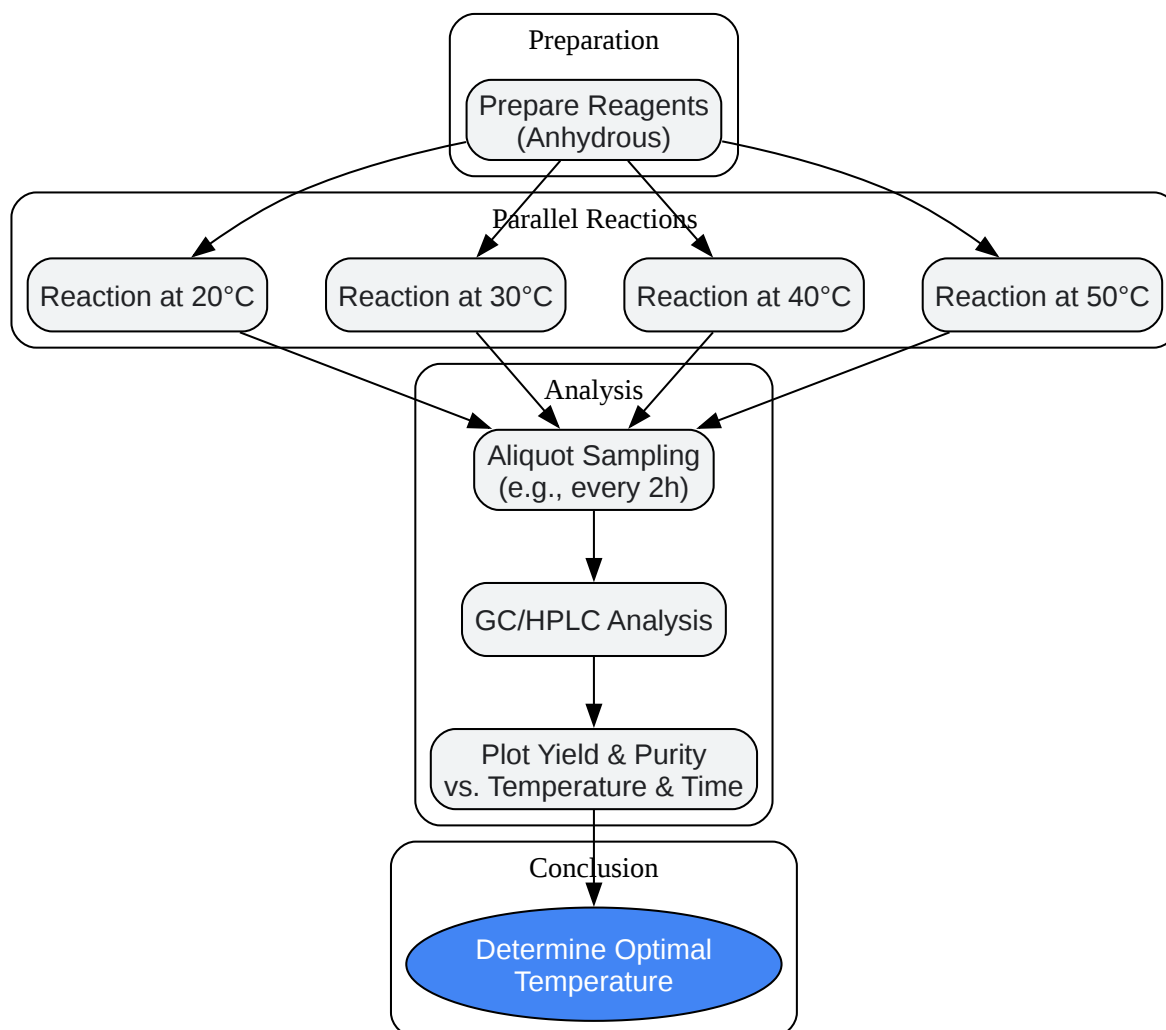 Preparation
Prepare Reagents
(Anhydrous)
Parallel Reactions
Reaction at 20°C
Reaction at 30°C
Reaction at 40°C
Reaction at 50°C
Analysis
Aliquot Sampling
(e.g., every 2h)
GC/HPLC Analysis
Plot Yield & Purity
vs. Temperature & Time
Conclusion
Determine Optimal
Temperature